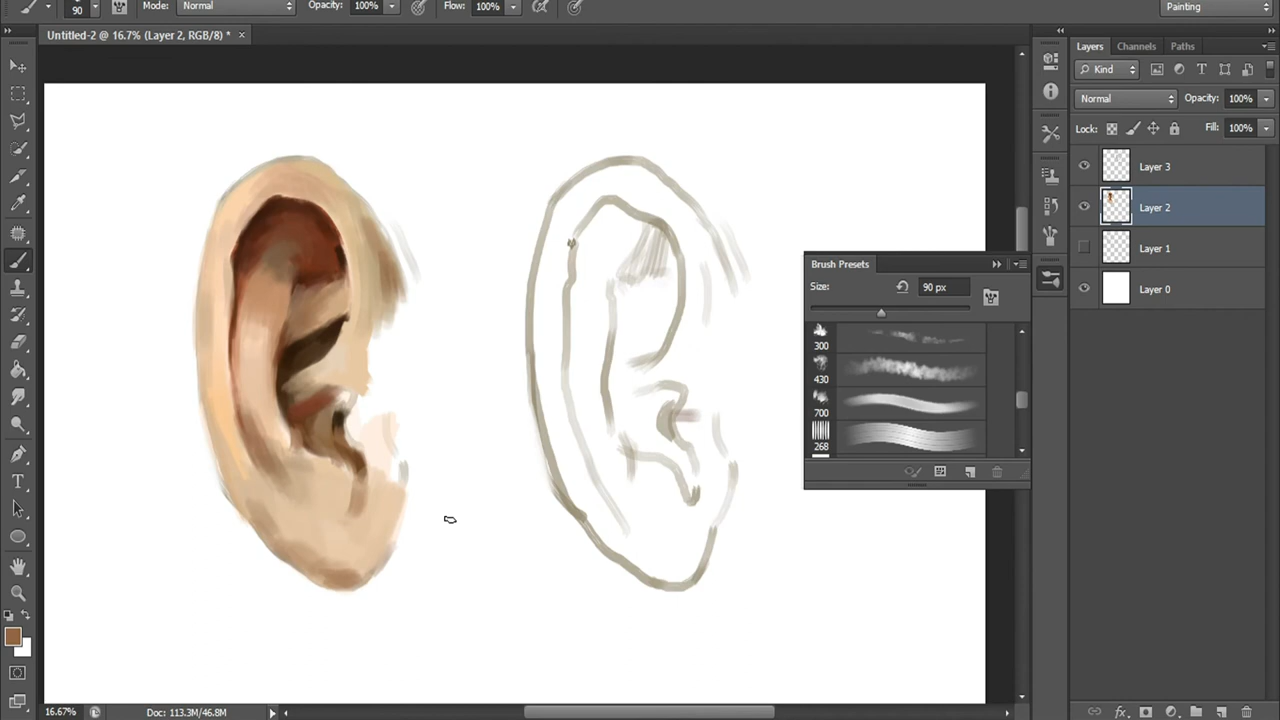 90
Mode: Normal
Opacity: 100%
Flow: 100%
Painting
Untitled-2 @ 16.7% (Layer 2, RGB/8) *
Layers Channels Paths
Kind
Normal
Opacity: 100%
Lock:
Fill: 100%
Layer 3
Layer 2
Layer 1
Layer 0
Brush Presets
Size:
90 px
300
430
700
268
16.67%
Doc: 113.3M/46.8M